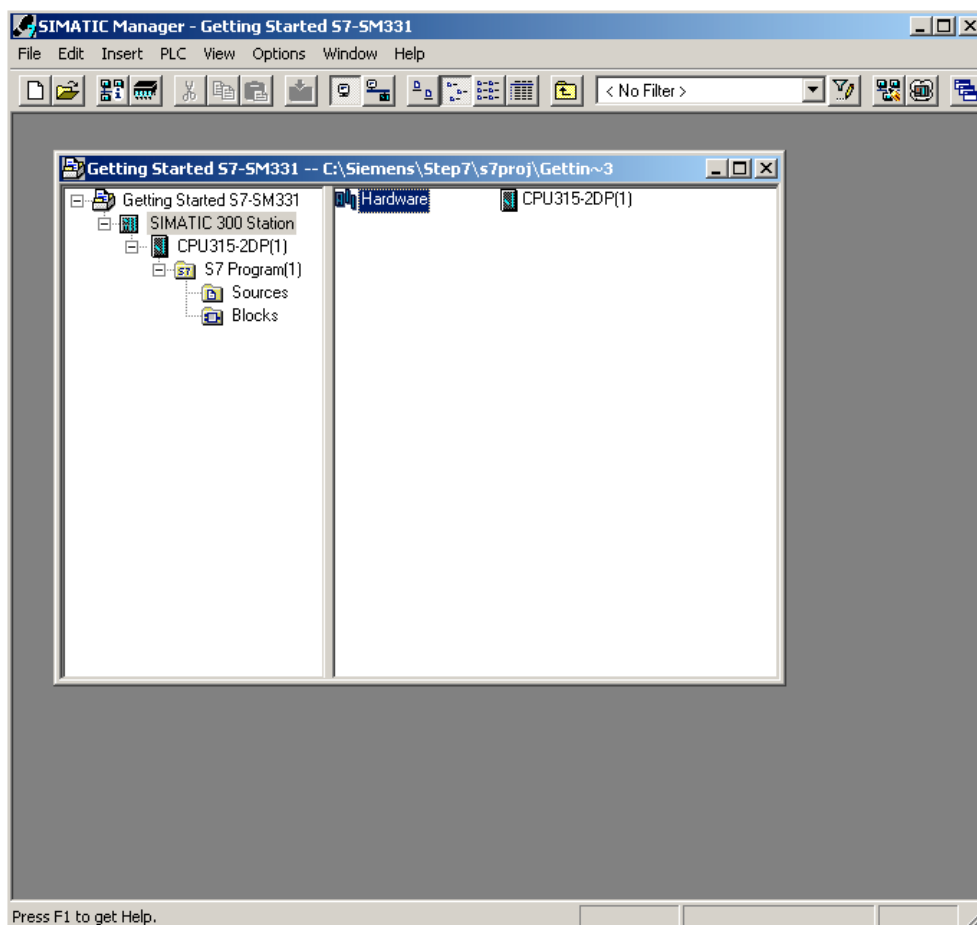 SIMATIC Manager - Getting Started S7-SM331
File Edit Insert PLC View Options Window Help
< No Filter >
Getting Started S7-SM331 -- C:\Siemens\Step7\s7proj\Gettin~3
Getting Started S7-SM331
SIMATIC 300 Station
CPU315-2DP(1)
S7 Program(1)
Sources
Blocks
Hardware
CPU315-2DP(1)
Press F1 to get Help.